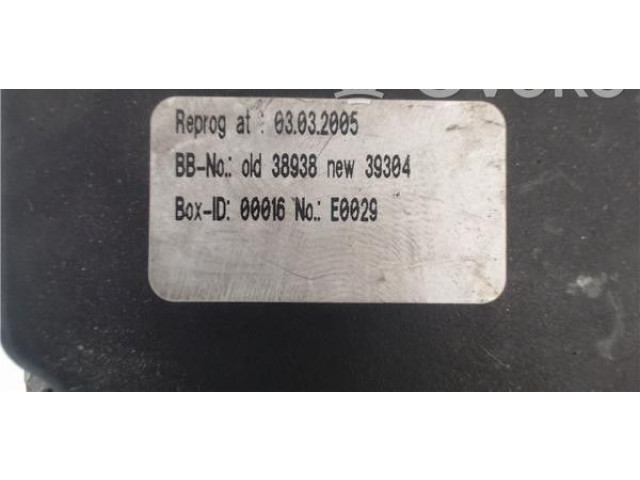 Reprog at : 03.03.2005
BB-No.: old 38938 new 39304
Box-ID: 00016 No.: E0029